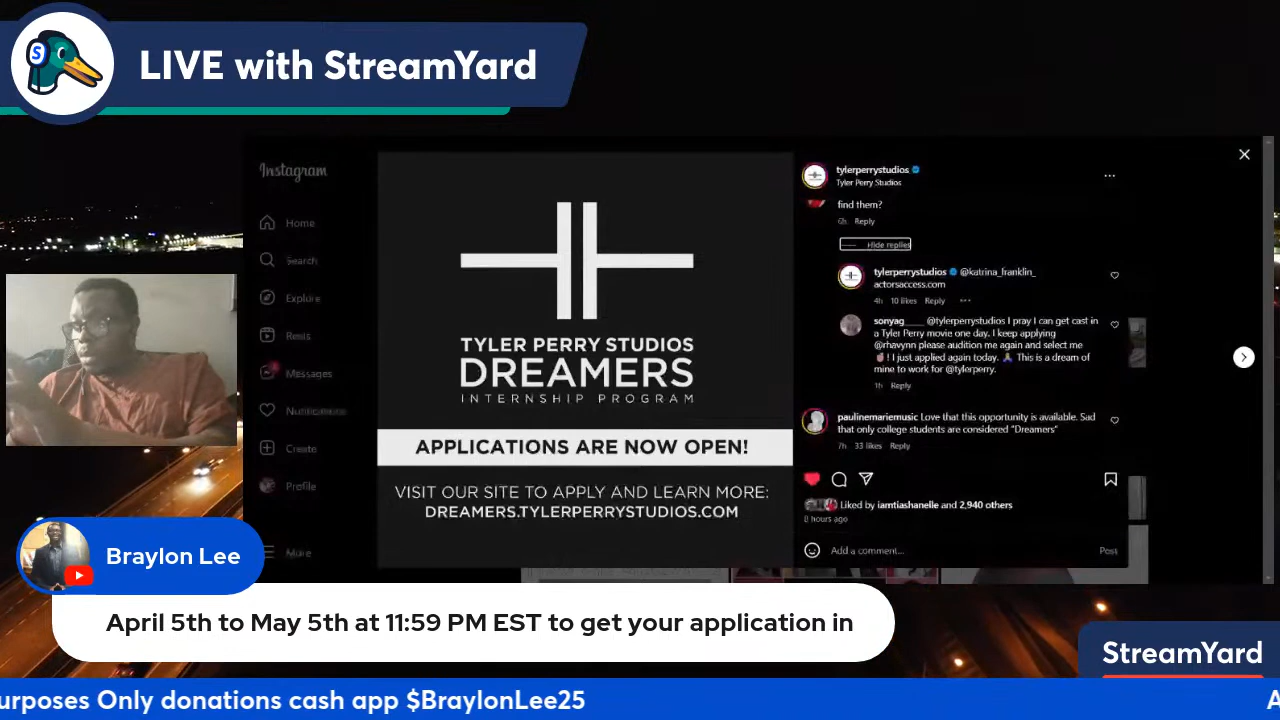 S
LIVE with StreamYard
Instagram
Home
Search
Explore
Reels
Messages
Notifications
Create
Profile
More
TYLER PERRY STUDIOS
DREAMERS
INTERNSHIP PROGRAM
APPLICATIONS ARE NOW OPEN!
VISIT OUR SITE TO APPLY AND LEARN MORE:
DREAMERS.TYLERPERRYSTUDIOS.COM
tylerperrystudios
Tyler Perry Studios
find them?
6h Reply
Hide replies
tylerperrystudios @katrina_franklin_
actorsaccess.com
4h 10 likes Reply
sonyag____ @tylerperrystudios I pray I can get cast in
a Tyler Perry movie one day. I keep applying
@rhavynn please audition me again and select me
! I just applied again today. This is a dream of
mine to work for @tylerperry.
1h Reply
paulinemariemusic Love that this opportunity is available. Sad
that only college students are considered "Dreamers"
7h 33 likes Reply
Liked by iamtiashanelle and 2,940 others
8 hours ago
Add a comment...
Post
Braylon Lee
April 5th to May 5th at 11:59 PM EST to get your application in
StreamYard
urposes Only donations cash app $BraylonLee25
A